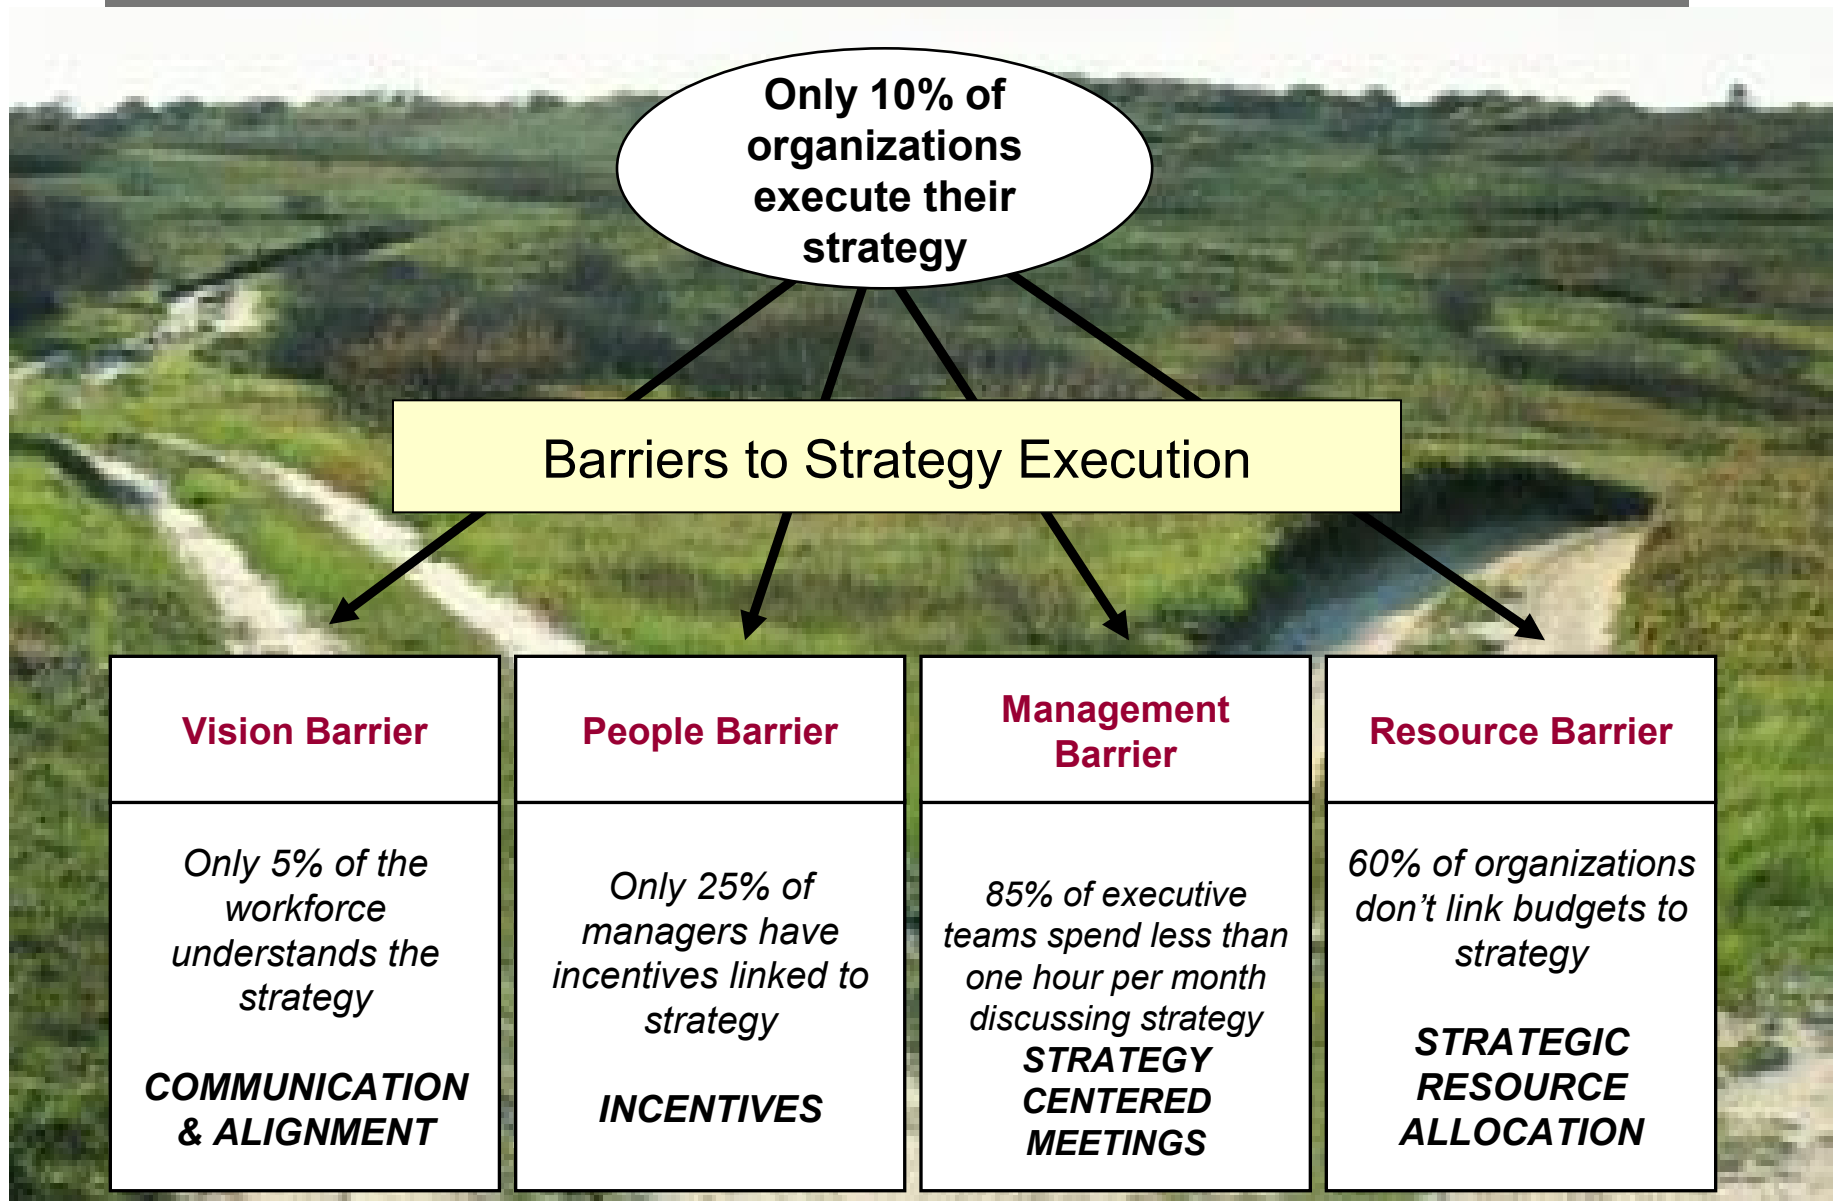 Only 10% of
organizations
execute their
strategy
Barriers to Strategy Execution
Vision Barrier
Only 5% of the
workforce
understands the
strategy
COMMUNICATION
& ALIGNMENT
People Barrier
Only 25% of
managers have
incentives linked to
strategy
INCENTIVES
Management
Barrier
85% of executive
teams spend less than
one hour per month
discussing strategy
STRATEGY
CENTERED
MEETINGS
Resource Barrier
60% of organizations
don’t link budgets to
strategy
STRATEGIC
RESOURCE
ALLOCATION